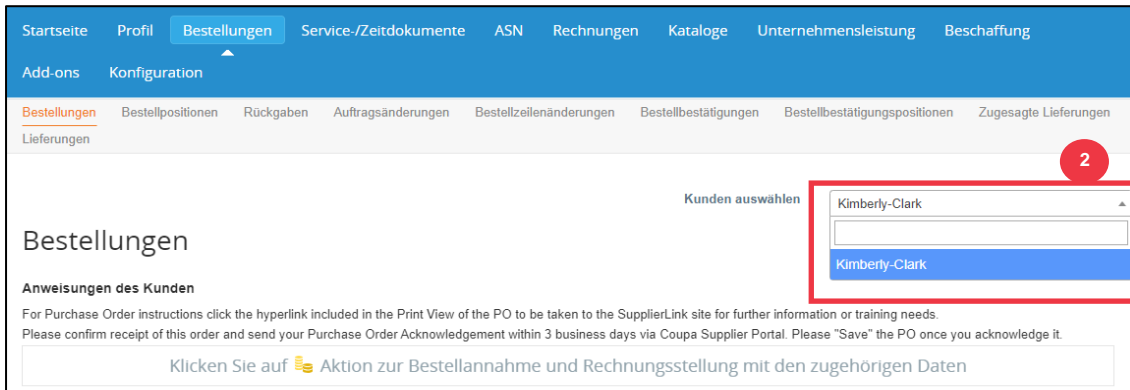 Startseite Profil Bestellungen Service-/Zeitdokumente ASN Rechnungen Kataloge Unternehmensleistung Beschaffung
Add-ons Konfiguration
Bestellungen Bestellpositionen Rückgaben Auftragsänderungen Bestellzeilenänderungen Bestellbestätigungen Bestellbestätigungspositionen Zugesagte Lieferungen
Lieferungen
2
Kunden auswählen Kimberly-Clark
Kimberly-Clark
Bestellungen
Anweisungen des Kunden
For Purchase Order instructions click the hyperlink included in the Print View of the PO to be taken to the SupplierLink site for further information or training needs.
Please confirm receipt of this order and send your Purchase Order Acknowledgement within 3 business days via Coupa Supplier Portal. Please "Save" the PO once you acknowledge it.
Klicken Sie auf Aktion zur Bestellannahme und Rechnungsstellung mit den zugehörigen Daten